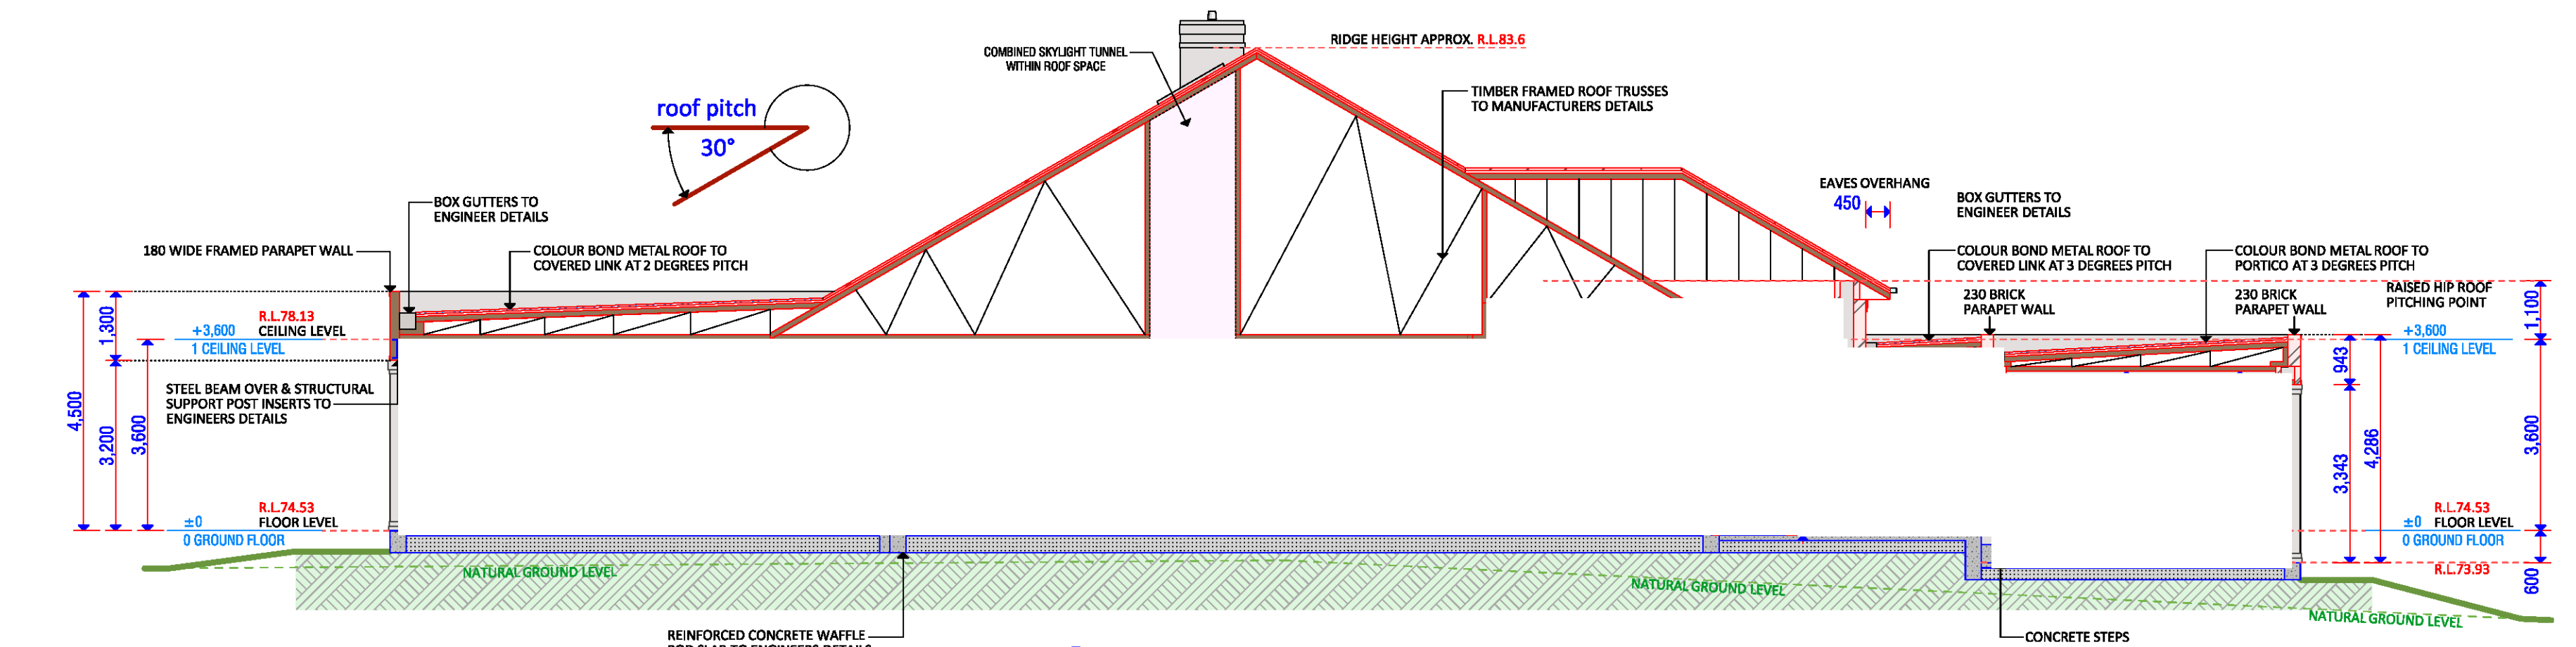 COMBINED SKYLIGHT TUNNEL
WITHIN ROOF SPACE
RIDGE HEIGHT APPROX. R.L.83.6
roof pitch
30°
TIMBER FRAMED ROOF TRUSSES
TO MANUFACTURERS DETAILS
EAVES OVERHANG
450
BOX GUTTERS TO
ENGINEER DETAILS
BOX GUTTERS TO
ENGINEER DETAILS
180 WIDE FRAMED PARAPET WALL
COLOUR BOND METAL ROOF TO
COVERED LINK AT 2 DEGREES PITCH
COLOUR BOND METAL ROOF TO
COVERED LINK AT 3 DEGREES PITCH
COLOUR BOND METAL ROOF TO
PORTICO AT 3 DEGREES PITCH
230 BRICK
PARAPET WALL
230 BRICK
PARAPET WALL
RAISED HIP ROOF
PITCHING POINT
1,300
R.L.78.13
+3,600 CEILING LEVEL
1 CEILING LEVEL
+3,600
1 CEILING LEVEL
1,100
943
STEEL BEAM OVER & STRUCTURAL
SUPPORT POST INSERTS TO
ENGINEERS DETAILS
4,500
3,200
3,600
3,343
4,286
3,600
R.L.74.53
±0 FLOOR LEVEL
0 GROUND FLOOR
R.L.74.53
±0 FLOOR LEVEL
0 GROUND FLOOR
R.L.73.93
600
NATURAL GROUND LEVEL
NATURAL GROUND LEVEL
NATURAL GROUND LEVEL
REINFORCED CONCRETE WAFFLE
CONCRETE STEPS